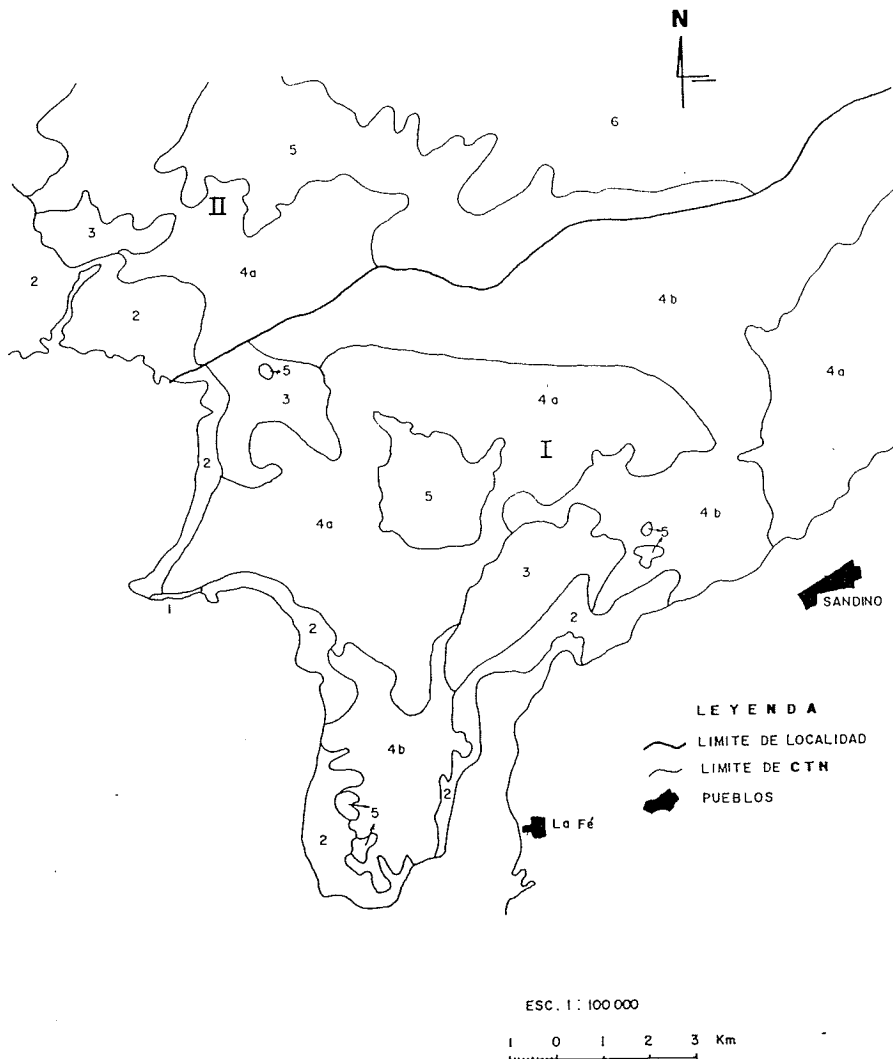 N
6
5
II
3
4a
2
2
4b
4a
5
3
4a
I
2
5
4a
4b
5
3
SANDINO
1
2
2
LEYENDA
LIMITE DE LOCALIDAD
LIMITE DE CTN
PUEBLOS
4b
2
5
2
La Fé
ESC. 1: 100 000
1 0 1 2 3 Km